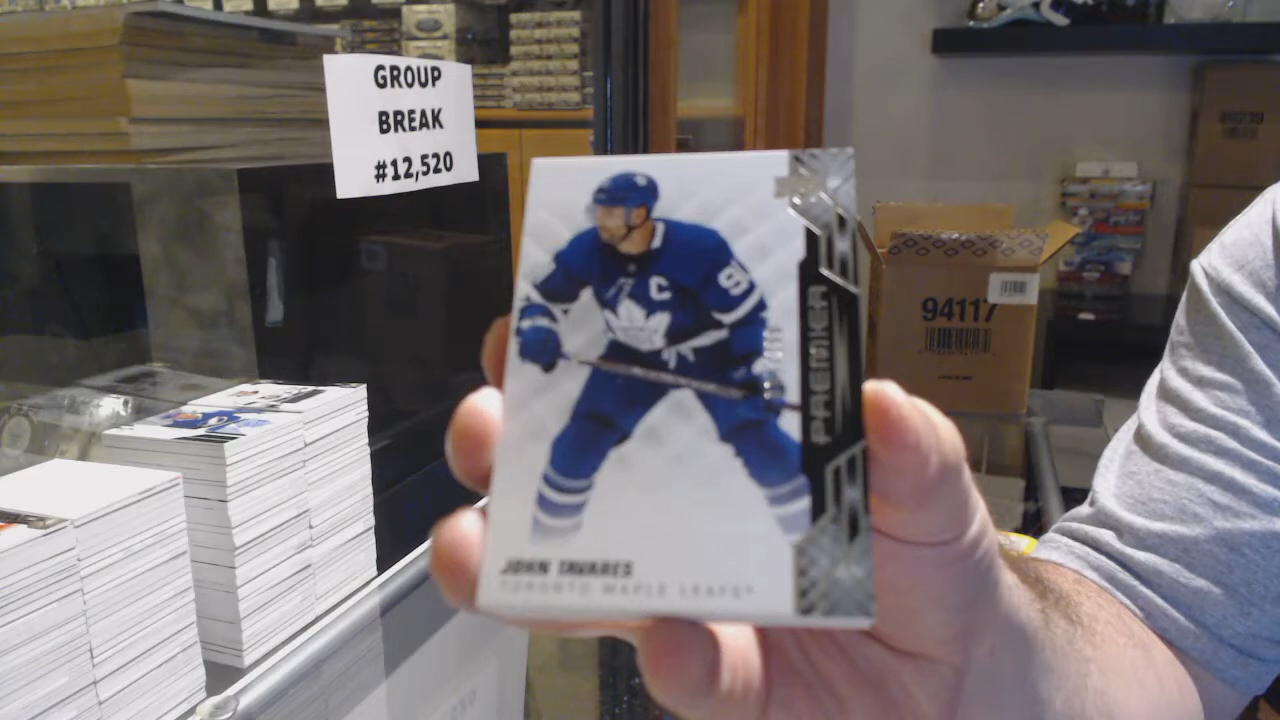 GROUP
BREAK
#12,520
C
PREMIER
JOHN TAVARES
TORONTO MAPLE LEAFS
94117